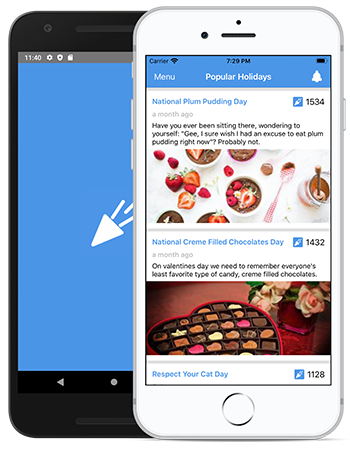 11:40
Carrier 7:29 PM
Menu Popular Holidays
National Plum Pudding Day 1534
a month ago
Have you ever been sitting there, wondering to
yourself: "Gee, I sure wish I had an excuse to eat plum
pudding right now"? Probably not.
National Creme Filled Chocolates Day 1432
a month ago
On valentines day we need to remember everyone's
least favorite type of candy, creme filled chocolates.
Respect Your Cat Day 1128